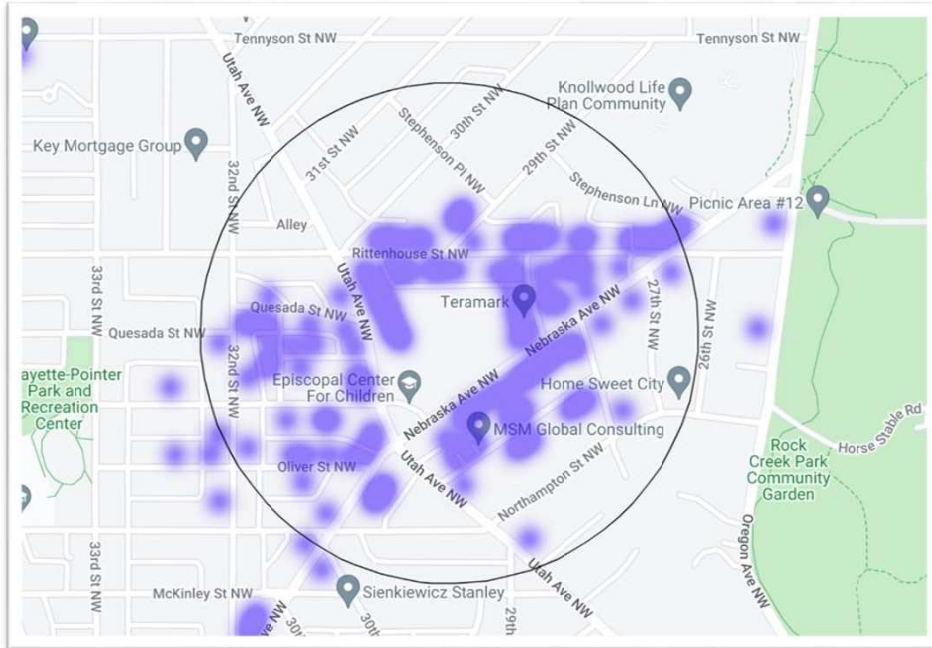 Tennyson St NW
Tennyson St NW
Utah Ave NW
Knollwood Life
Plan Community
30th St NW
Stephenson Pl NW
31st St NW
29th St NW
Key Mortgage Group
32nd St NW
Stephenson Ln NW
Picnic Area #12
Alley
Rittenhouse St NW
33rd St NW
Utah Ave NW
Teramark
27th St NW
Quesada St NW
Quesada St NW
Nebraska Ave NW
26th St NW
32nd St NW
ayette-Pointer
Park and
Recreation
Center
Episcopal Center
For Children
Home Sweet City
Nebraska Ave NW
MSM Global Consulting
Horse Stable Rd
Rock
Creek Park
Community
Garden
Oliver St NW
Utah Ave NW
Northampton St NW
33rd St NW
Oregon Ave NW
Utah Ave NW
McKinley St NW
Sienkiewicz Stanley
ve NW
30th
29th